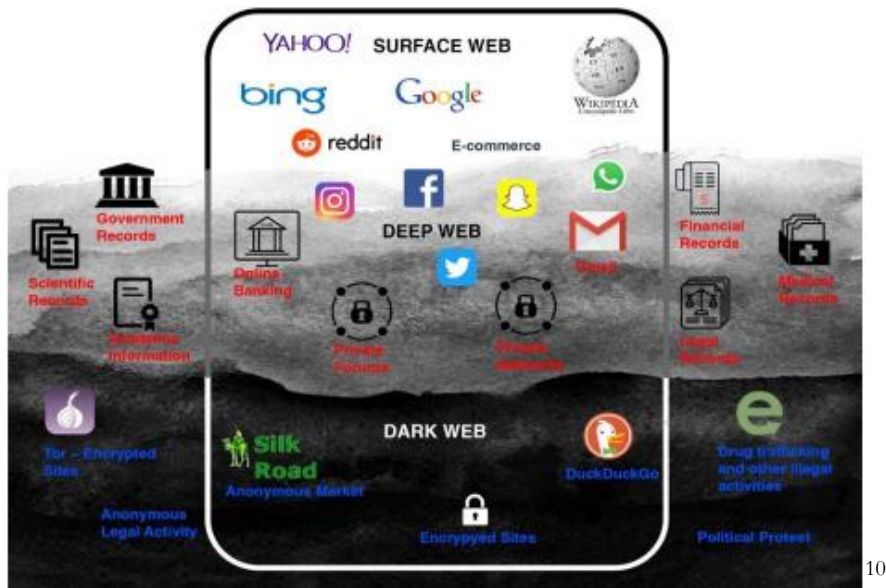 YAHOO! SURFACE WEB
bing
Google
WIKIPEDIA
reddit
E-commerce
Government
Records
Financial
Records
DEEP WEB
Scientific
Records
Online
Banking
Gmail
Medical
Records
Academic
Information
Private
Forums
Private
Legal
Records
DARK WEB
Tor – Encrypted
Sites
Silk
Road
Anonymous Market
DuckDuckGo
Drug trafficking
and other illegal
activities
Anonymous
Legal Activity
Encrypyed Sites
Political Protest
10